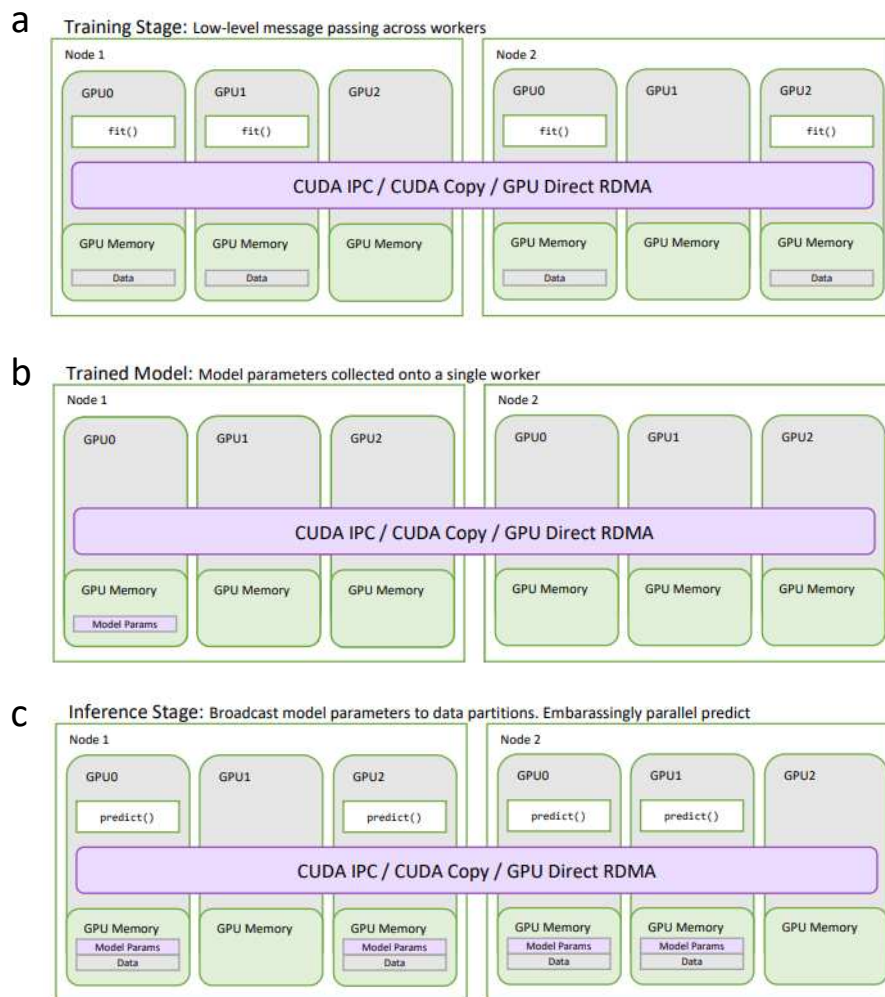 a
Training Stage: Low-level message passing across workers
Node 1
Node 2
GPU0
GPU1
GPU2
GPU0
GPU1
GPU2
fit()
fit()
fit()
fit()
CUDA IPC / CUDA Copy / GPU Direct RDMA
GPU Memory
GPU Memory
GPU Memory
GPU Memory
GPU Memory
GPU Memory
Data
Data
Data
Data
b
Trained Model: Model parameters collected onto a single worker
Node 1
Node 2
GPU0
GPU1
GPU2
GPU0
GPU1
GPU2
CUDA IPC / CUDA Copy / GPU Direct RDMA
GPU Memory
GPU Memory
GPU Memory
GPU Memory
GPU Memory
GPU Memory
Model Params
c
Inference Stage: Broadcast model parameters to data partitions. Embarassingly parallel predict
Node 1
Node 2
GPU0
GPU1
GPU2
GPU0
GPU1
GPU2
predict()
predict()
predict()
predict()
CUDA IPC / CUDA Copy / GPU Direct RDMA
GPU Memory
GPU Memory
GPU Memory
GPU Memory
GPU Memory
GPU Memory
Model Params
Model Params
Model Params
Model Params
Data
Data
Data
Data